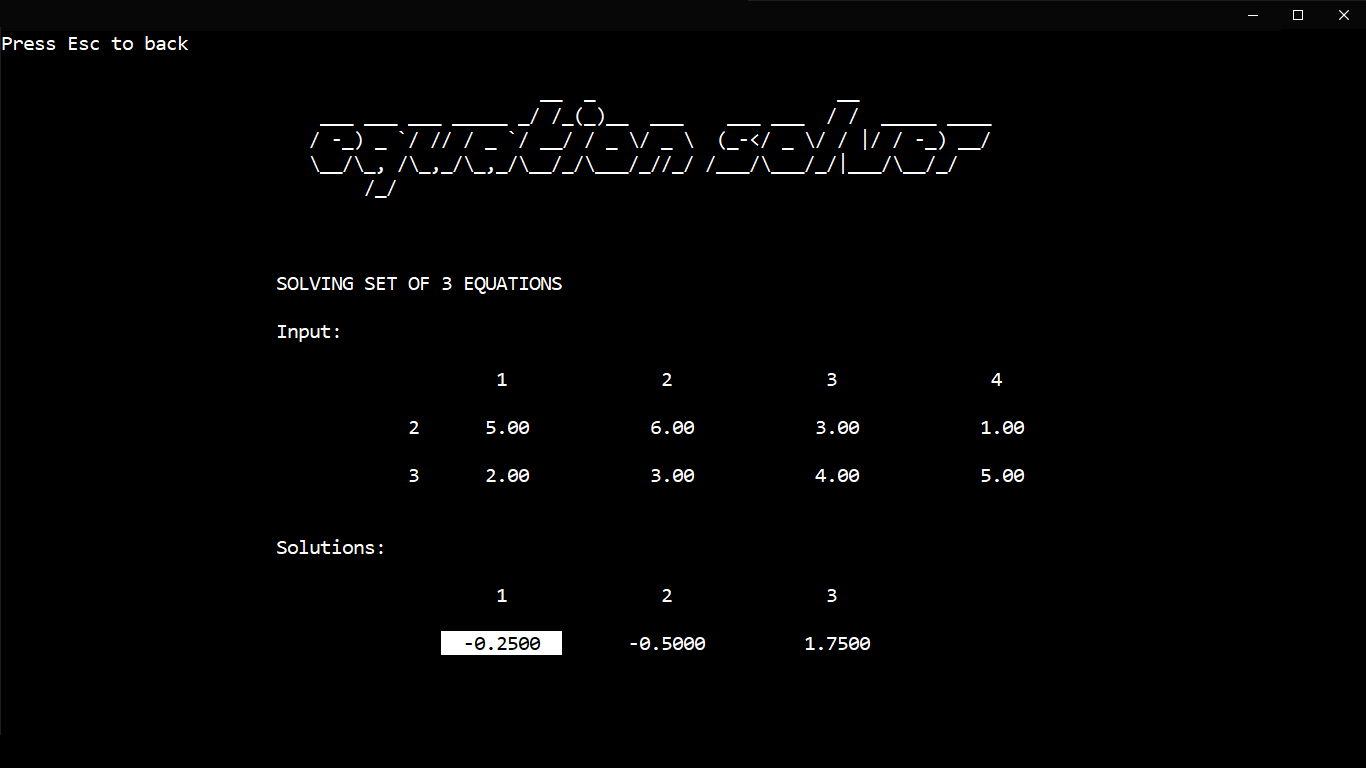 Press Esc to back
equation solver
SOLVING SET OF 3 EQUATIONS
Input:
1 2 3 4
2 5.00 6.00 3.00 1.00
3 2.00 3.00 4.00 5.00
Solutions:
1 2 3
-0.2500 -0.5000 1.7500